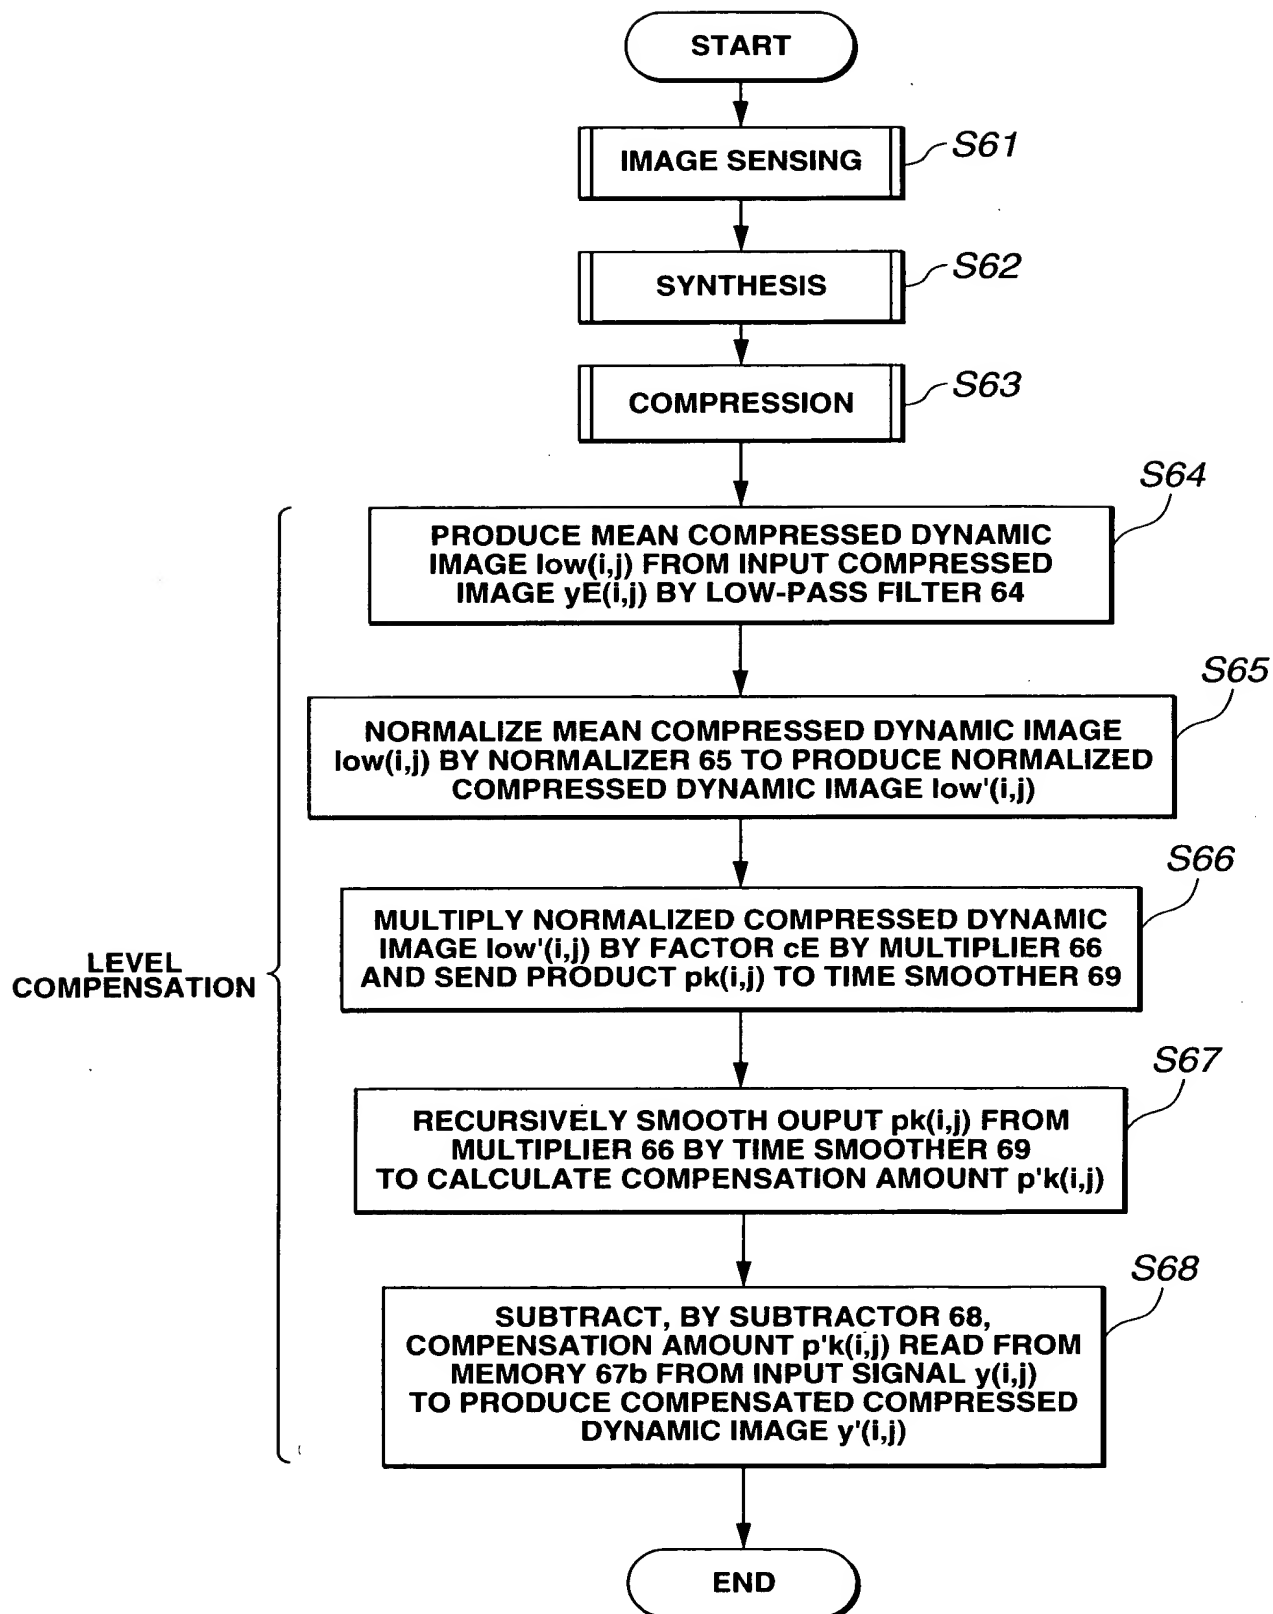 START
IMAGE SENSING
S61
SYNTHESIS
S62
COMPRESSION
S63
S64
PRODUCE MEAN COMPRESSED DYNAMIC
IMAGE low(i,j) FROM INPUT COMPRESSED
IMAGE yE(i,j) BY LOW-PASS FILTER 64
S65
NORMALIZE MEAN COMPRESSED DYNAMIC IMAGE
low(i,j) BY NORMALIZER 65 TO PRODUCE NORMALIZED
COMPRESSED DYNAMIC IMAGE low'(i,j)
S66
MULTIPLY NORMALIZED COMPRESSED DYNAMIC
IMAGE low'(i,j) BY FACTOR cE BY MULTIPLIER 66
AND SEND PRODUCT pk(i,j) TO TIME SMOOTHER 69
LEVEL
COMPENSATION
S67
RECURSIVELY SMOOTH OUPUT pk(i,j) FROM
MULTIPLIER 66 BY TIME SMOOTHER 69
TO CALCULATE COMPENSATION AMOUNT p'k(i,j)
S68
SUBTRACT, BY SUBTRACTOR 68,
COMPENSATION AMOUNT p'k(i,j) READ FROM
MEMORY 67b FROM INPUT SIGNAL y(i,j)
TO PRODUCE COMPENSATED COMPRESSED
DYNAMIC IMAGE y'(i,j)
END